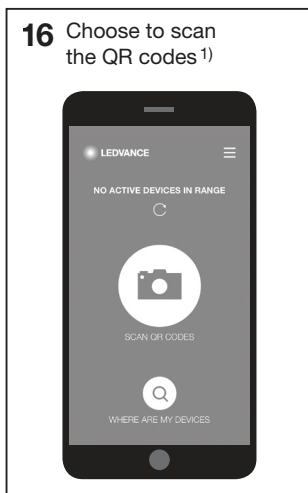 16 Choose to scan
the QR codes 1)
LEDVANCE
NO ACTIVE DEVICES IN RANGE
SCAN QR CODES
WHERE ARE MY DEVICES